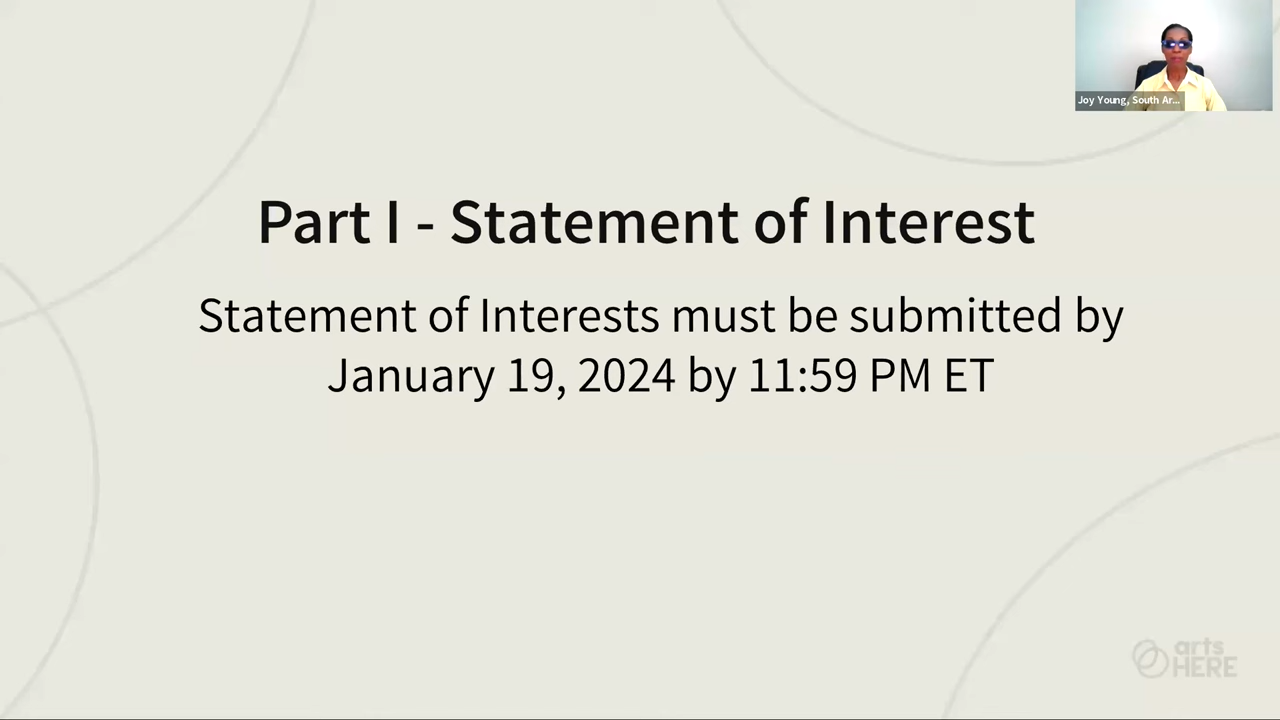 Joy Young, South Ar...
Part I - Statement of Interest
Statement of Interests must be submitted by
January 19, 2024 by 11:59 PM ET
arts
HERE